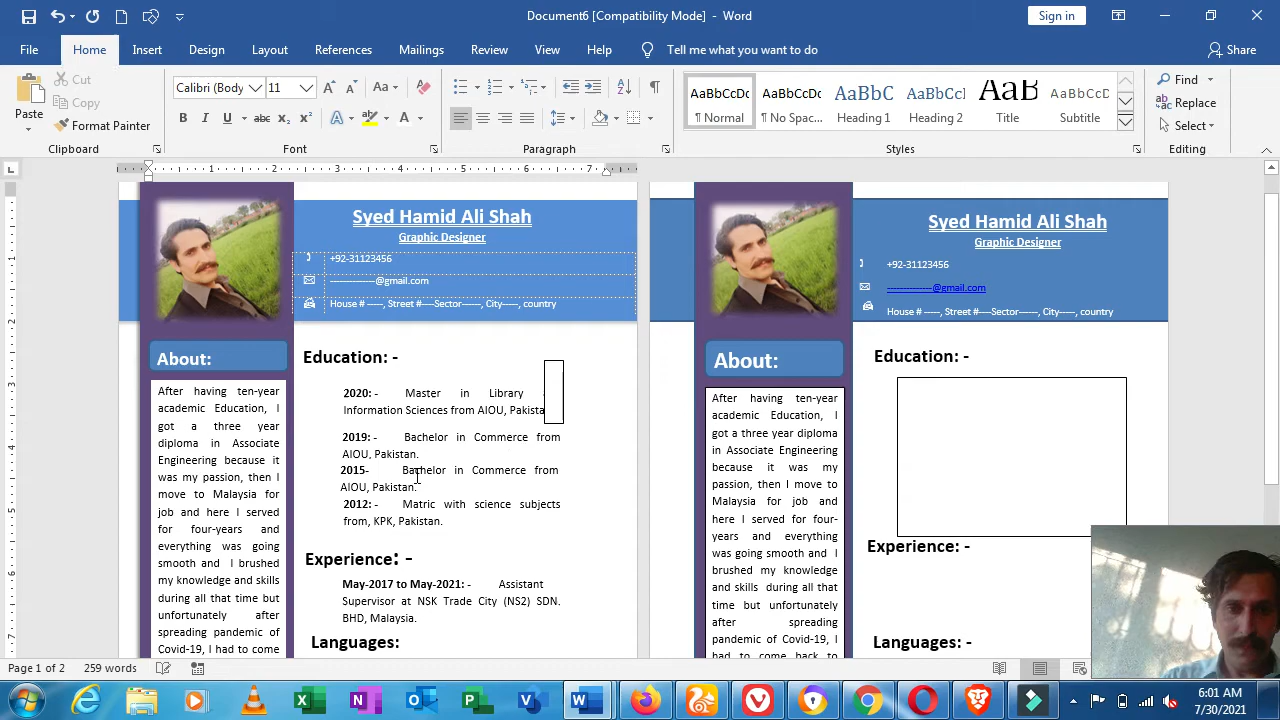 Document6 [Compatibility Mode] - Word
Sign in
File Home Insert Design Layout References Mailings Review View Help Tell me what you want to do Share
Paste
Cut
Copy
Format Painter
Clipboard
Calibri (Body 11
Font
Paragraph
AaBbCcDc AaBbCcDc AaBbC AaBbCcI AaB AaBbCcD
¶ Normal ¶ No Spac... Heading 1 Heading 2 Title Subtitle
Styles
Find
Replace
Select
Editing
Syed Hamid Ali Shah
Graphic Designer
+92-31123456
--------------@gmail.com
House # -----, Street #----Sector------, City-----, country
About:
After having ten-year
academic Education, I
got a three year
diploma in Associate
Engineering because it
was my passion, then I
move to Malaysia for
job and here I served
for four-years and
everything was going
smooth and I brushed
my knowledge and skills
during all that time but
unfortunately after
spreading pandemic of
Covid-19, I had to come
Education: -
2020: - Master in Library
Information Sciences from AIOU, Pakista
2019: - Bachelor in Commerce from
AIOU, Pakistan.
2015- Bachelor in Commerce from
AIOU, Pakistan.
2012: - Matric with science subjects
from, KPK, Pakistan.
Experience: -
May-2017 to May-2021: - Assistant
Supervisor at NSK Trade City (NS2) SDN.
BHD, Malaysia.
Languages:
Syed Hamid Ali Shah
Graphic Designer
+92-31123456
--------------@gmail.com
House # -----, Street #----Sector------, City-----, country
About:
After having ten-year
academic Education, I
got a three year diploma
in Associate Engineering
because it was my
passion, then I move to
Malaysia for job and
here I served for four-
years and everything
was going smooth and I
brushed my knowledge
and skills during all that
time but unfortunately
after spreading
pandemic of Covid-19, I
had to come back to
Education: -
Experience: -
Languages: -
Page 1 of 2 259 words
6:01 AM
7/30/2021